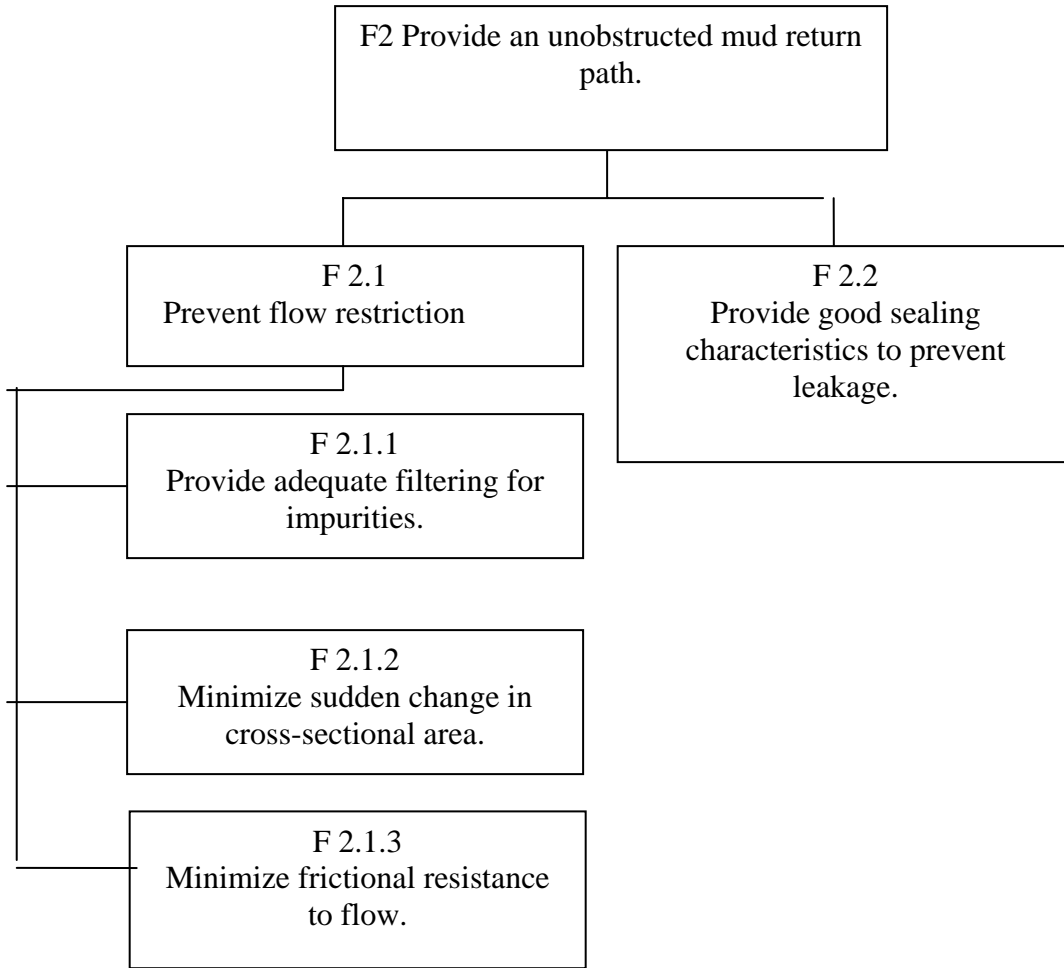 F2 Provide an unobstructed mud return
path.
F 2.1
Prevent flow restriction
F 2.2
Provide good sealing
characteristics to prevent
leakage.
F 2.1.1
Provide adequate filtering for
impurities.
F 2.1.2
Minimize sudden change in
cross-sectional area.
F 2.1.3
Minimize frictional resistance
to flow.